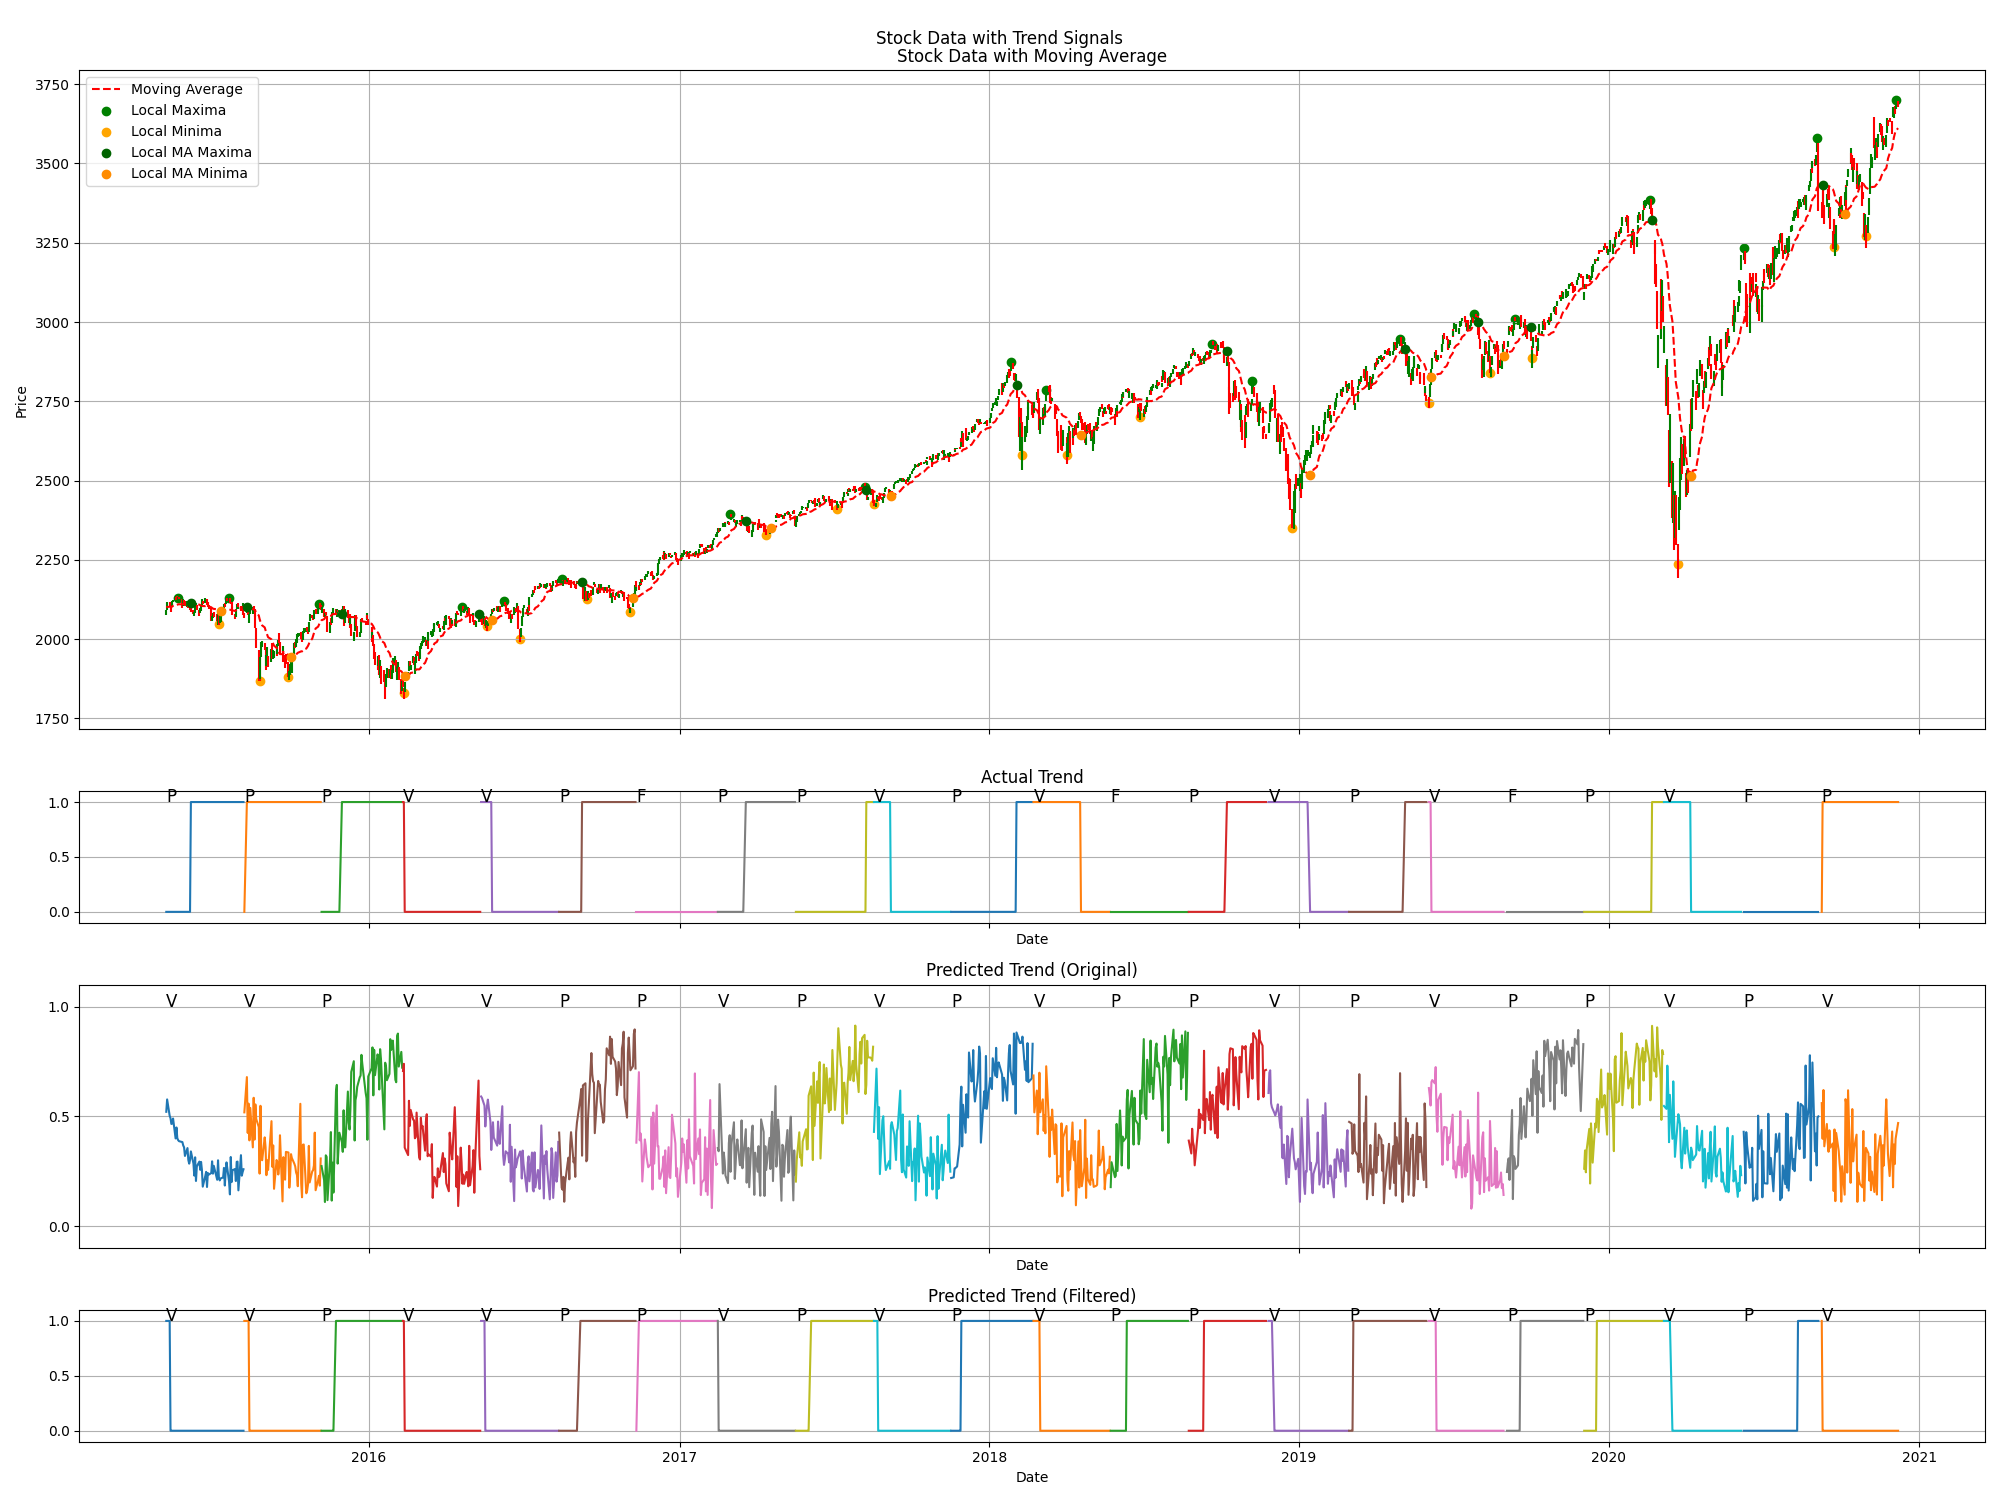 Stock Data with Trend Signals
Stock Data with Moving Average
Moving Average
Local Maxima
Local Minima
Local MA Maxima
Local MA Minima
3750
3500
3250
3000
2750
2500
2250
2000
1750
Price
Actual Trend
P P P V V P F P P V P V F P V P V F P V F P
1.0
0.5
0.0
Date
Predicted Trend (Original)
V V P V V P P V P V P V P P V P V P P V P V
1.0
0.5
0.0
Date
Predicted Trend (Filtered)
V V P V V P P V P V P V P P V P V P P V P V
1.0
0.5
0.0
2016 2017 2018 2019 2020 2021
Date